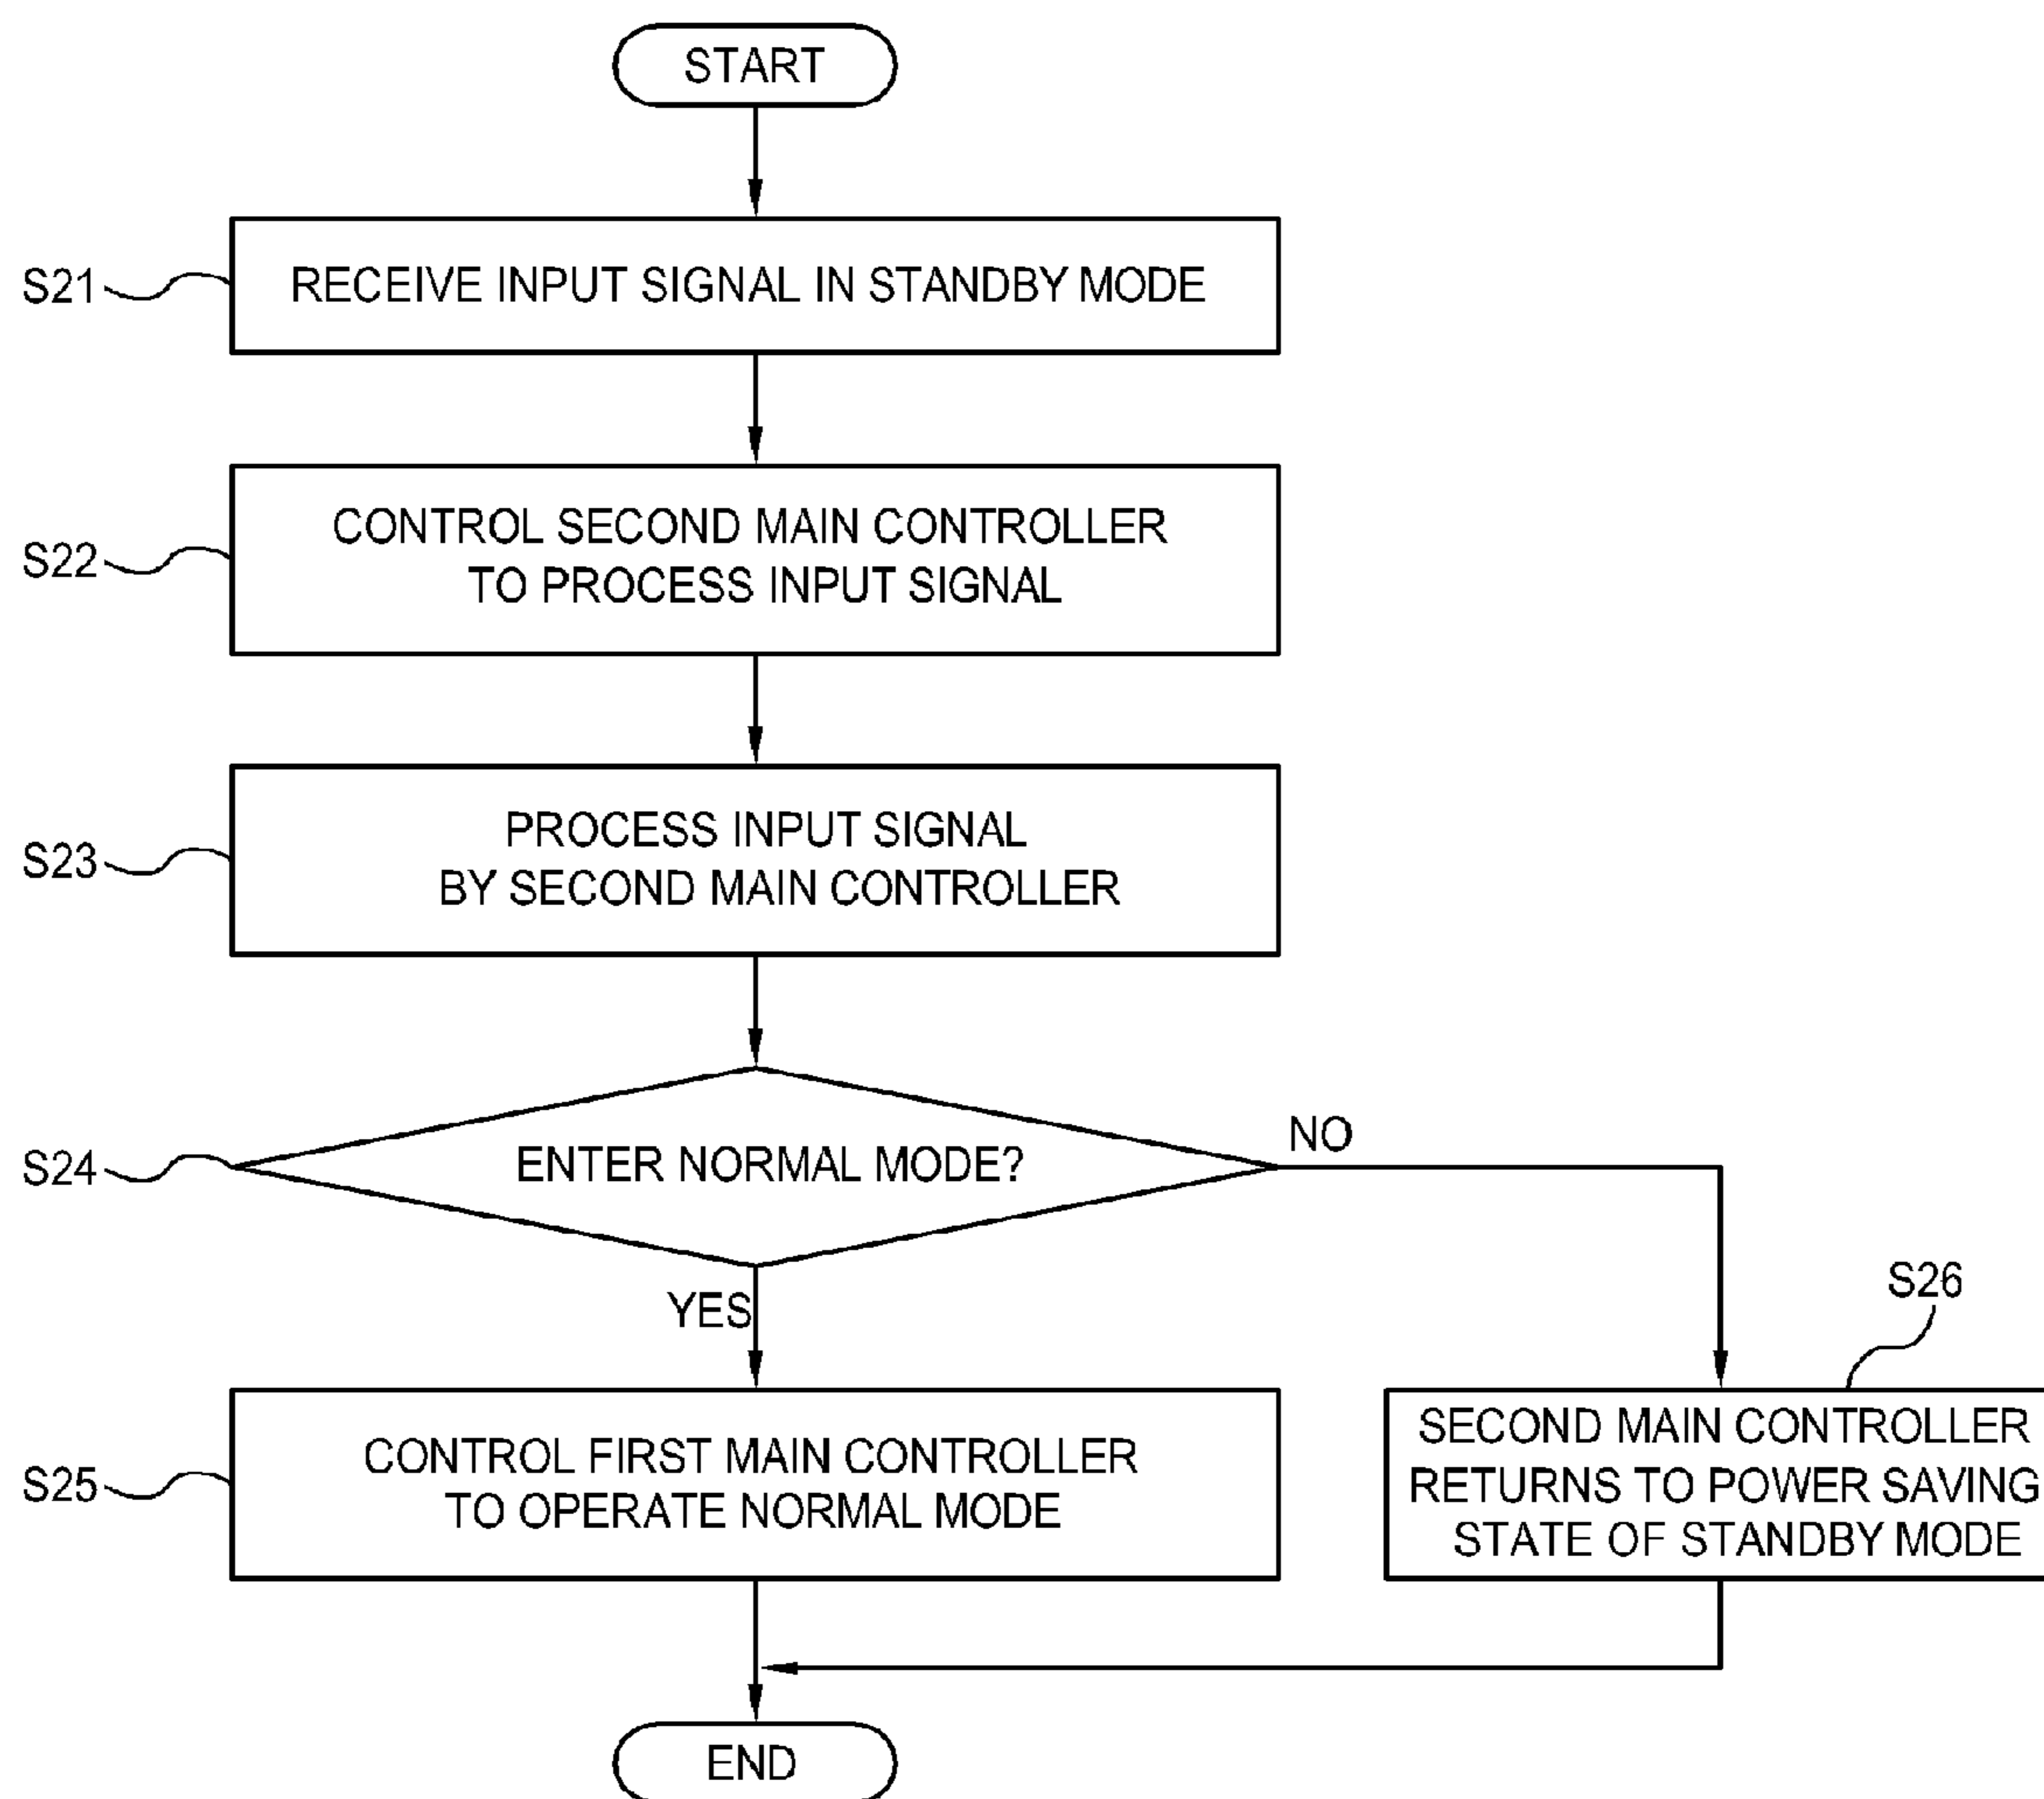 START
S21
RECEIVE INPUT SIGNAL IN STANDBY MODE
S22
CONTROL SECOND MAIN CONTROLLER
TO PROCESS INPUT SIGNAL
S23
PROCESS INPUT SIGNAL
BY SECOND MAIN CONTROLLER
S24
ENTER NORMAL MODE?
NO
YES
S25
CONTROL FIRST MAIN CONTROLLER
TO OPERATE NORMAL MODE
S26
SECOND MAIN CONTROLLER
RETURNS TO POWER SAVING
STATE OF STANDBY MODE
END